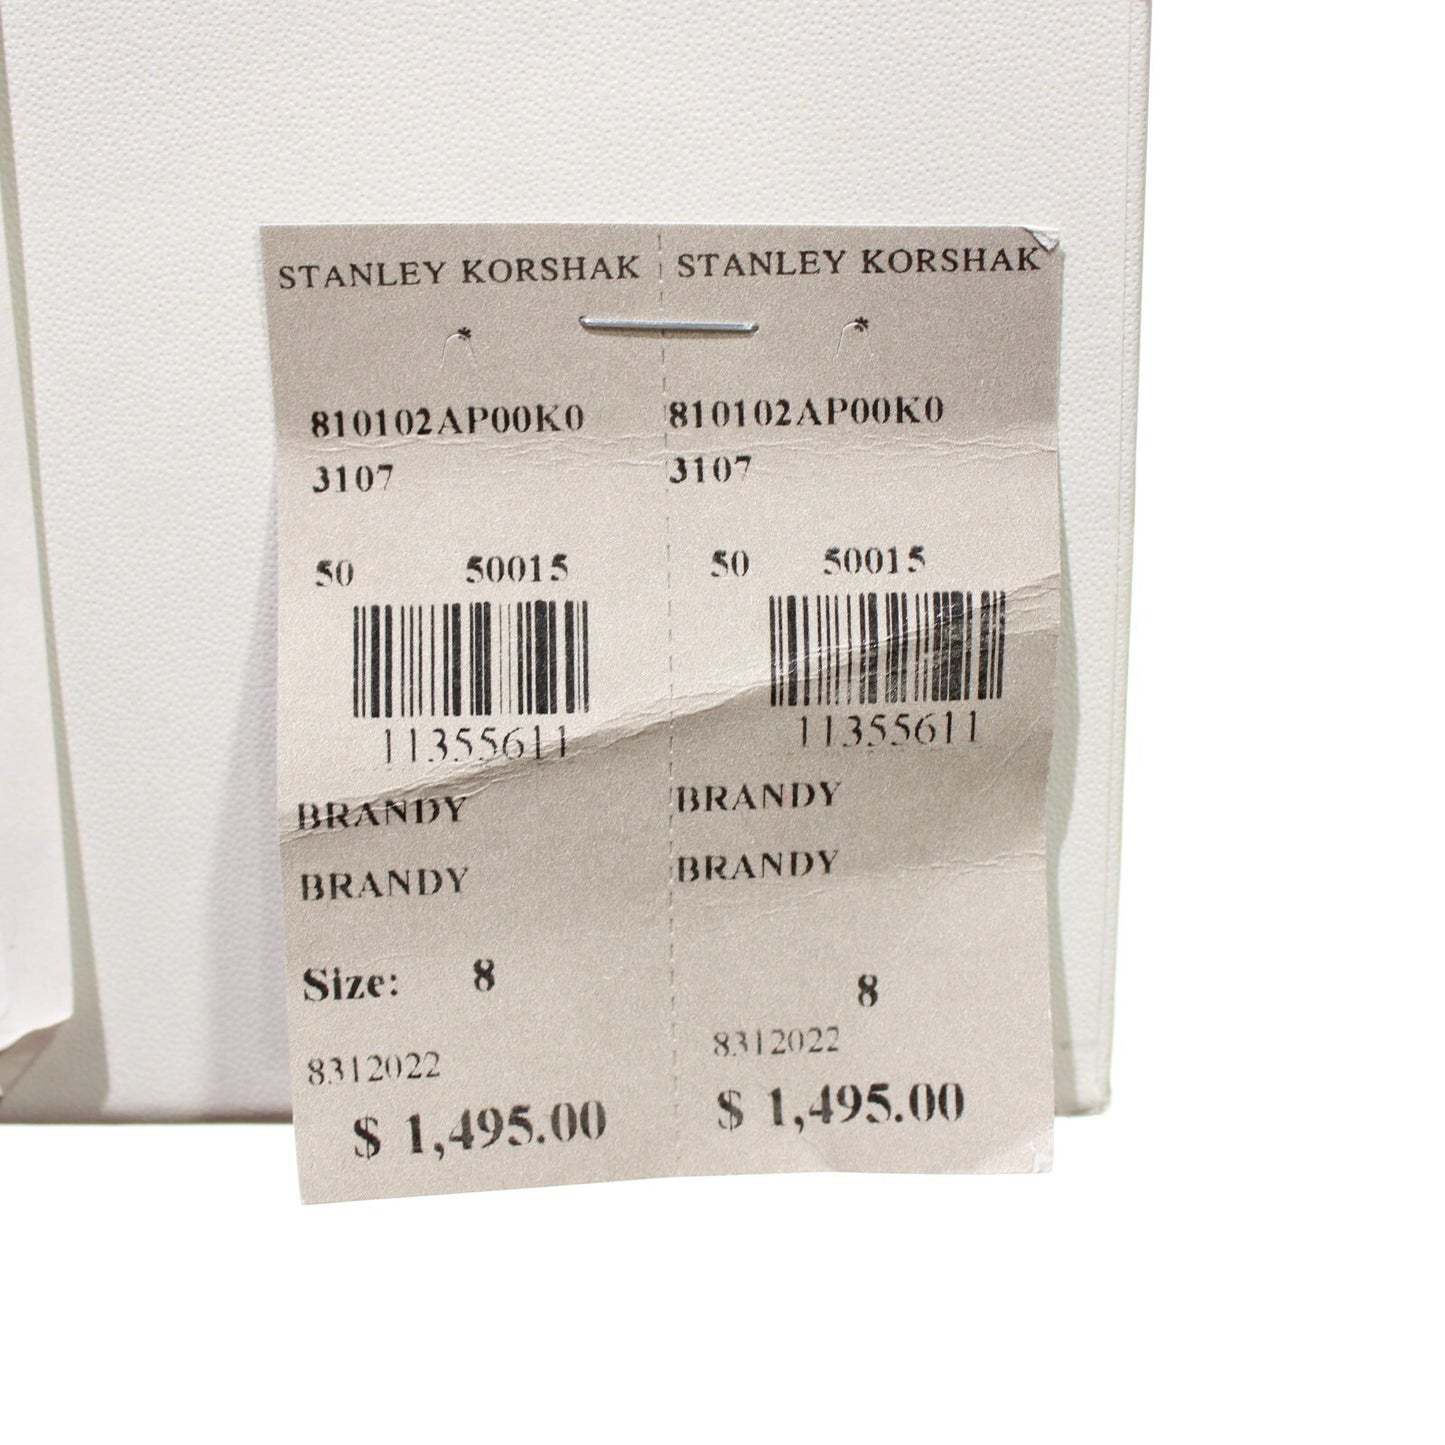 STANLEY KORSHAK
*
810102AP00K0
3107
50 50015
11355611
BRANDY
BRANDY
Size: 8
8312022
$ 1,495.00
STANLEY KORSHAK
*
810102AP00K0
3107
50 50015
11355611
BRANDY
BRANDY
8
8312022
$ 1,495.00